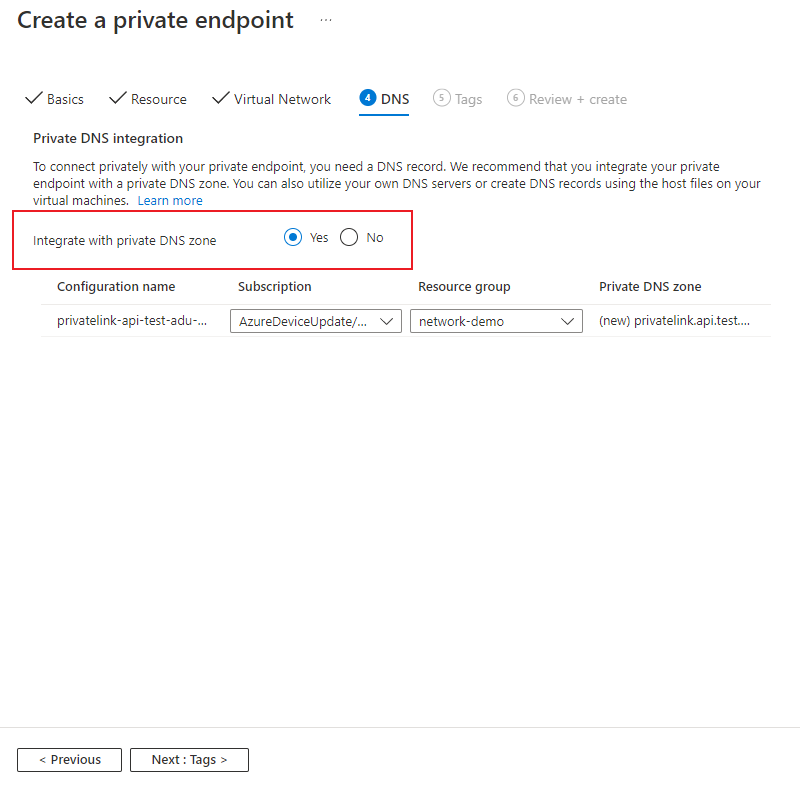 Create a private endpoint ...
Basics Resource Virtual Network 4 DNS 5 Tags 6 Review + create
Private DNS integration
To connect privately with your private endpoint, you need a DNS record. We recommend that you integrate your private
endpoint with a private DNS zone. You can also utilize your own DNS servers or create DNS records using the host files on your
virtual machines. Learn more
Integrate with private DNS zone Yes No
Configuration name Subscription Resource group Private DNS zone
privatelink-api-test-adu-... AzureDeviceUpdate/... network-demo (new) privatelink.api.test....
< Previous Next : Tags >